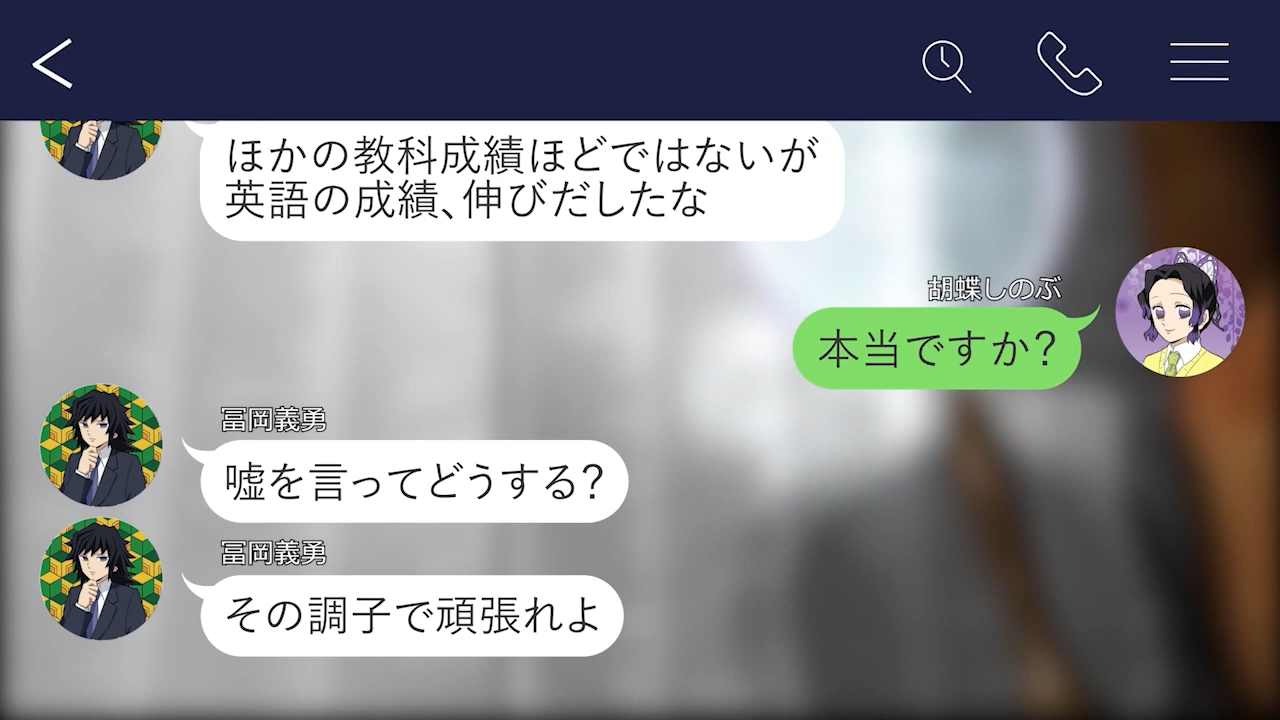 ほかの教科成績ほどではないが
英語の成績、伸びだしたな
胡蝶しのぶ
本当ですか?
冨岡義勇
嘘を言ってどうする?
冨岡義勇
その調子で頑張れよ